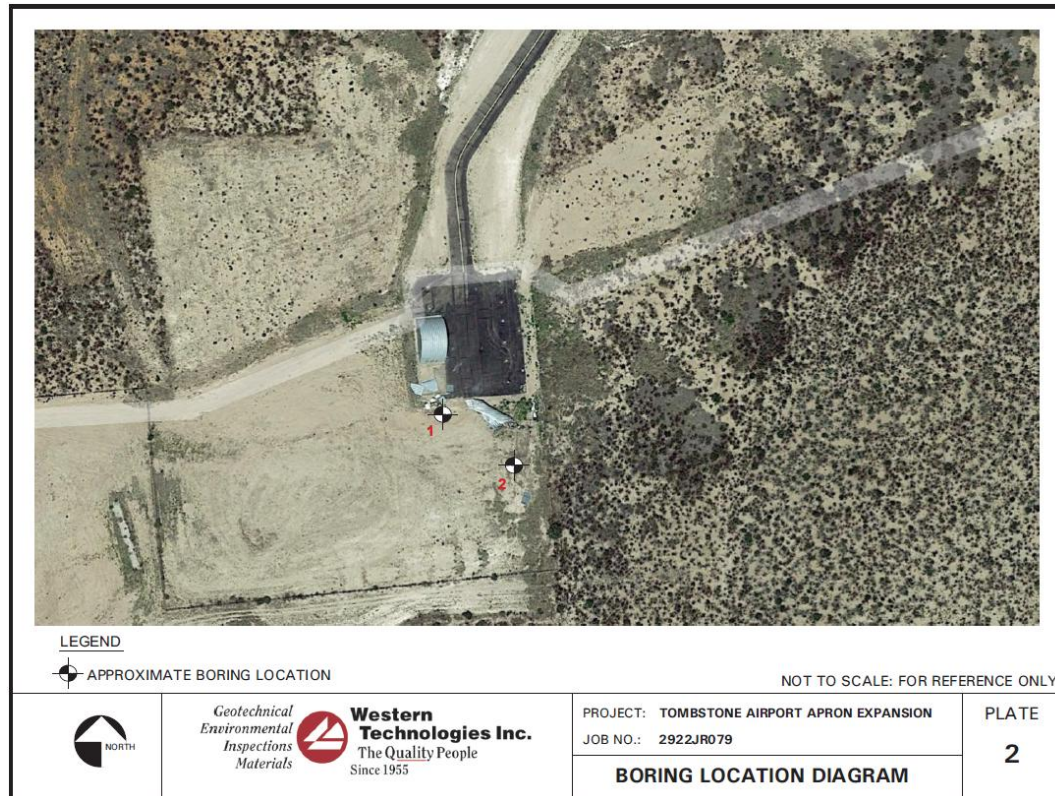 1
2
LEGEND
APPROXIMATE BORING LOCATION
NOT TO SCALE: FOR REFERENCE ONLY
NORTH
Geotechnical
Environmental
Inspections
Materials
Western
Technologies Inc.
The Quality People
Since 1955
PROJECT: TOMBSTONE AIRPORT APRON EXPANSION
JOB NO.: 2922JR079
BORING LOCATION DIAGRAM
PLATE
2